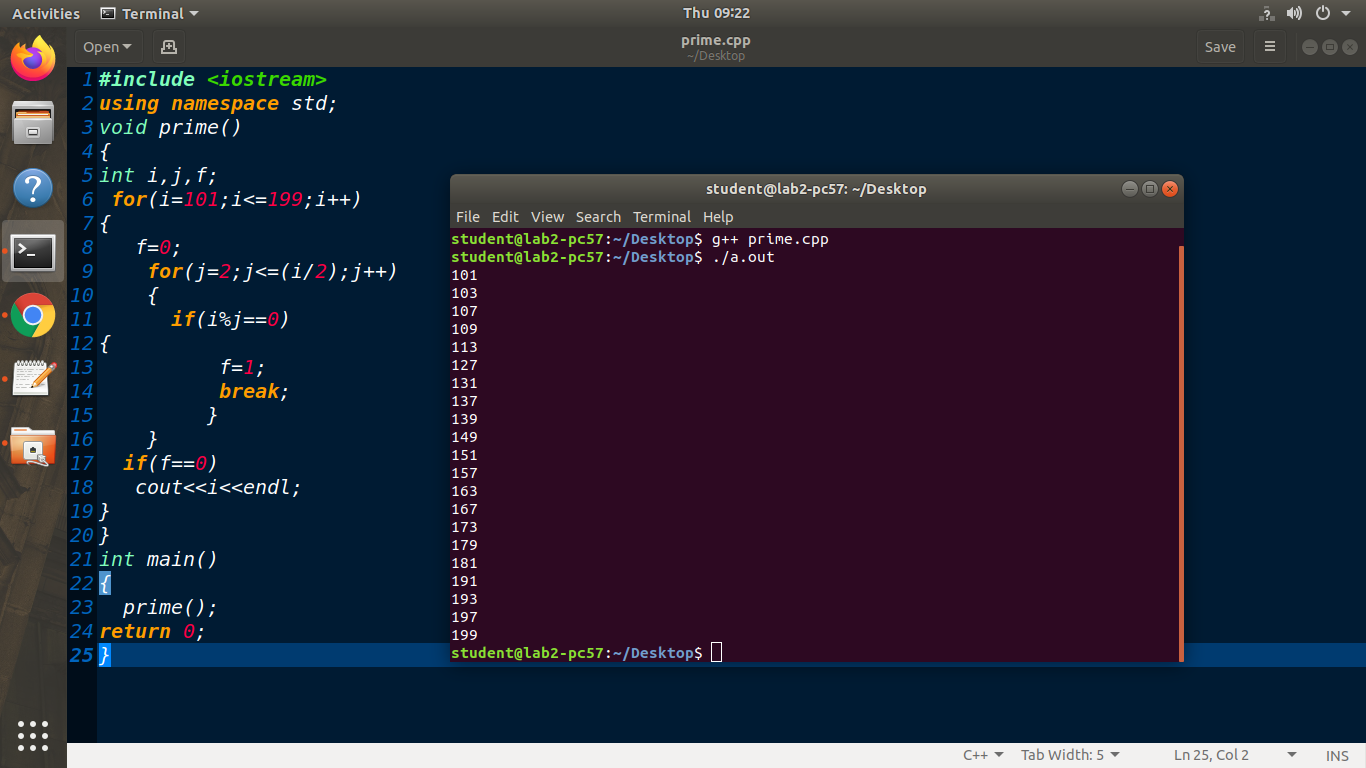 Activities Terminal Thu 09:22
Open prime.cpp Save
~/Desktop
1 #include <iostream>
2 using namespace std;
3 void prime()
4 {
5 int i,j,f;
6  for(i=101;i<=199;i++)
7 {
8    f=0;
9     for(j=2;j<=(i/2);j++)
10     {
11       if(i%j==0)
12 {
13           f=1;
14           break;
15          }
16     }
17   if(f==0)
18    cout<<i<<endl;
19 }
20 }
21 int main()
22 {
23   prime();
24 return 0;
25 }
student@lab2-pc57: ~/Desktop
File Edit View Search Terminal Help
student@lab2-pc57:~/Desktop$ g++ prime.cpp
student@lab2-pc57:~/Desktop$ ./a.out
101
103
107
109
113
127
131
137
139
149
151
157
163
167
173
179
181
191
193
197
199
student@lab2-pc57:~/Desktop$
C++ Tab Width: 5 Ln 25, Col 2 INS